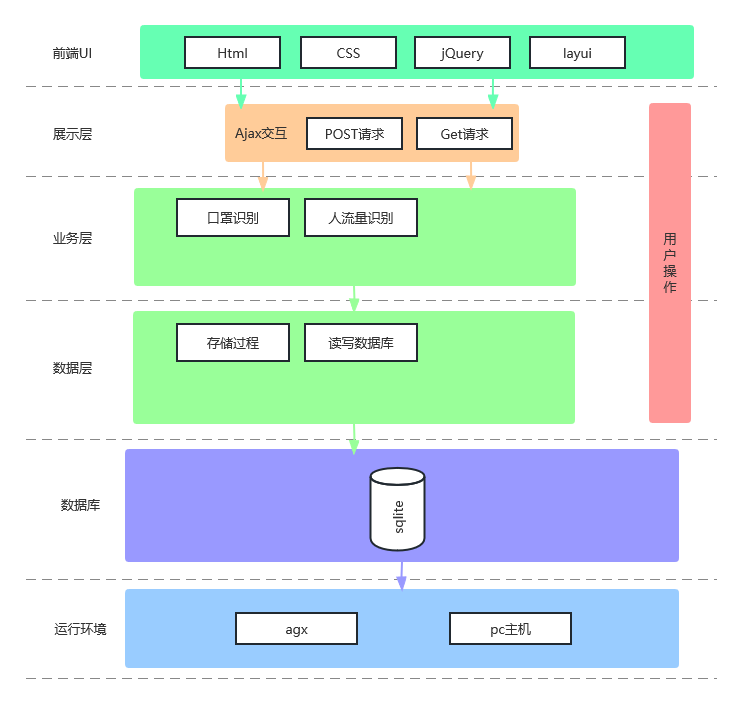 前端UI
Html
CSS
jQuery
layui
展示层
Ajax交互
POST请求
Get请求
业务层
口罩识别
人流量识别
用户操作
数据层
存储过程
读写数据库
数据库
sqlite
运行环境
agx
pc主机